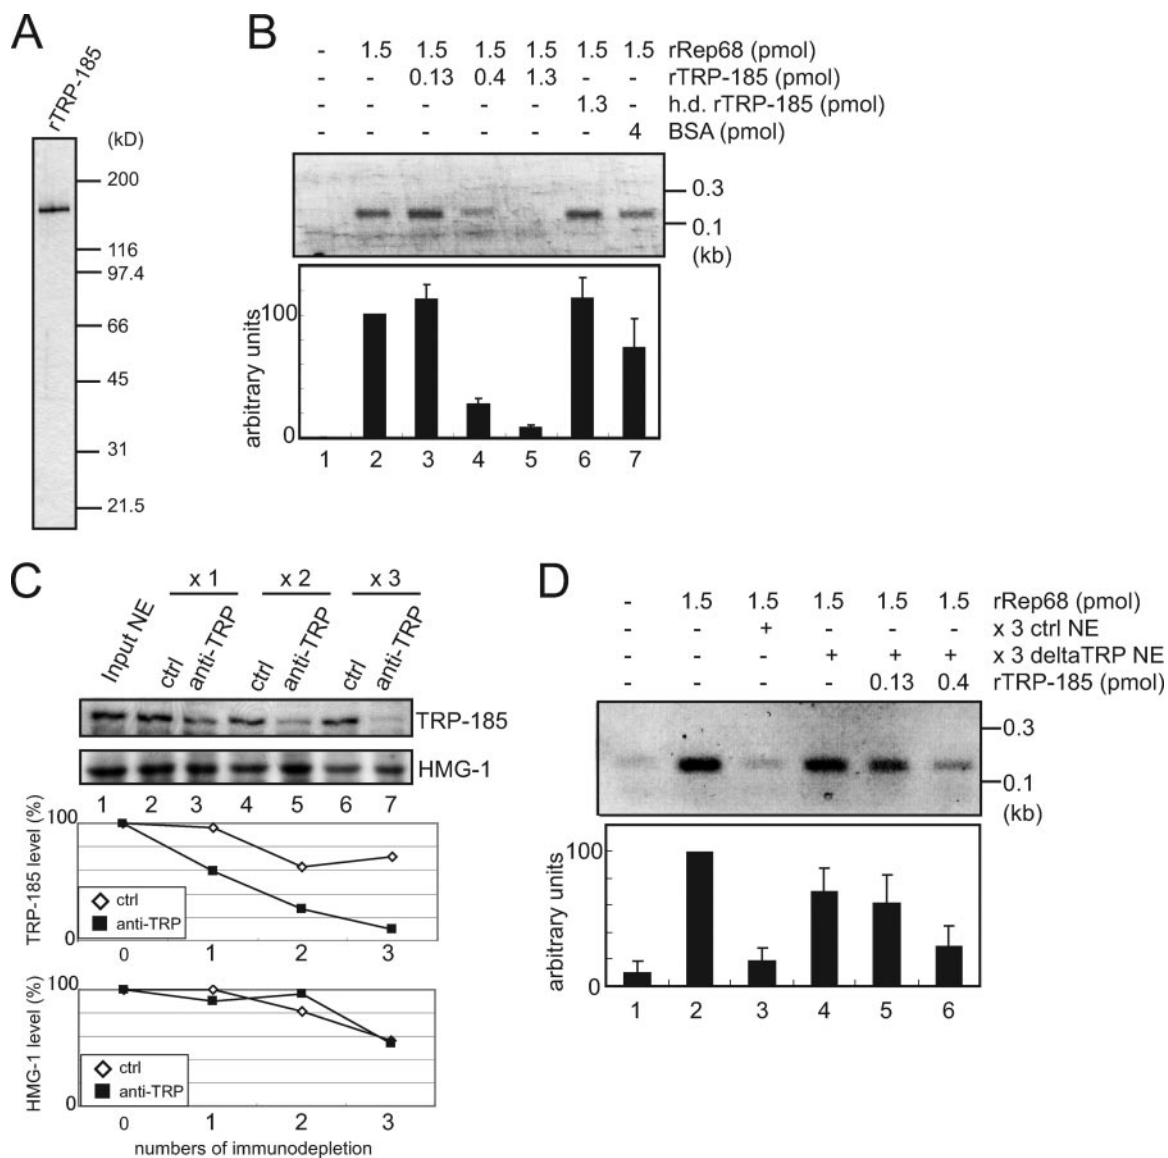 A
rTRP-185
(kD)
200
116
97.4
66
45
31
21.5
B
- 1.5 1.5 1.5 1.5 1.5 1.5 rRep68 (pmol)
- - 0.13 0.4 1.3 - - rTRP-185 (pmol)
- - - - - 1.3 - h.d. rTRP-185 (pmol)
- - - - - - 4 BSA (pmol)
0.3
0.1
(kb)
arbitrary units
100
0
1 2 3 4 5 6 7
C
x 1 x 2 x 3
Input NE ctrl anti-TRP ctrl anti-TRP ctrl anti-TRP
TRP-185
HMG-1
1 2 3 4 5 6 7
TRP-185 level (%)
100
0
ctrl
anti-TRP
0 1 2 3
HMG-1 level (%)
100
0
ctrl
anti-TRP
0 1 2 3
numbers of immunodepletion
D
- 1.5 1.5 1.5 1.5 1.5 rRep68 (pmol)
- - + - - - x 3 ctrl NE
- - - + + + x 3 deltaTRP NE
- - - - 0.13 0.4 rTRP-185 (pmol)
0.3
0.1
(kb)
arbitrary units
100
0
1 2 3 4 5 6